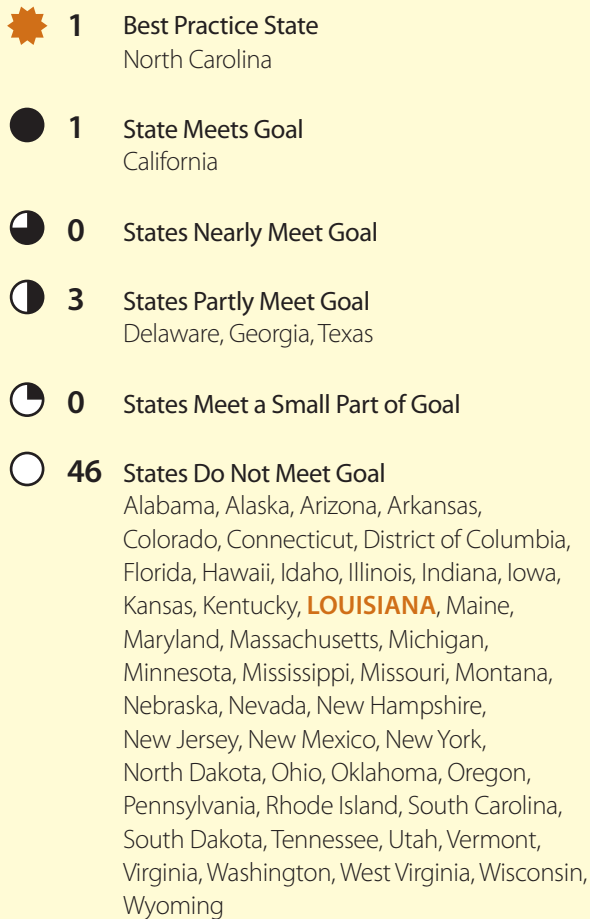 1 Best Practice State
North Carolina
1 State Meets Goal
California
0 States Nearly Meet Goal
3 States Partly Meet Goal
Delaware, Georgia, Texas
0 States Meet a Small Part of Goal
46 States Do Not Meet Goal
Alabama, Alaska, Arizona, Arkansas,
Colorado, Connecticut, District of Columbia,
Florida, Hawaii, Idaho, Illinois, Indiana, Iowa,
Kansas, Kentucky, LOUISIANA, Maine,
Maryland, Massachusetts, Michigan,
Minnesota, Mississippi, Missouri, Montana,
Nebraska, Nevada, New Hampshire,
New Jersey, New Mexico, New York,
North Dakota, Ohio, Oklahoma, Oregon,
Pennsylvania, Rhode Island, South Carolina,
South Dakota, Tennessee, Utah, Vermont,
Virginia, Washington, West Virginia, Wisconsin,
Wyoming